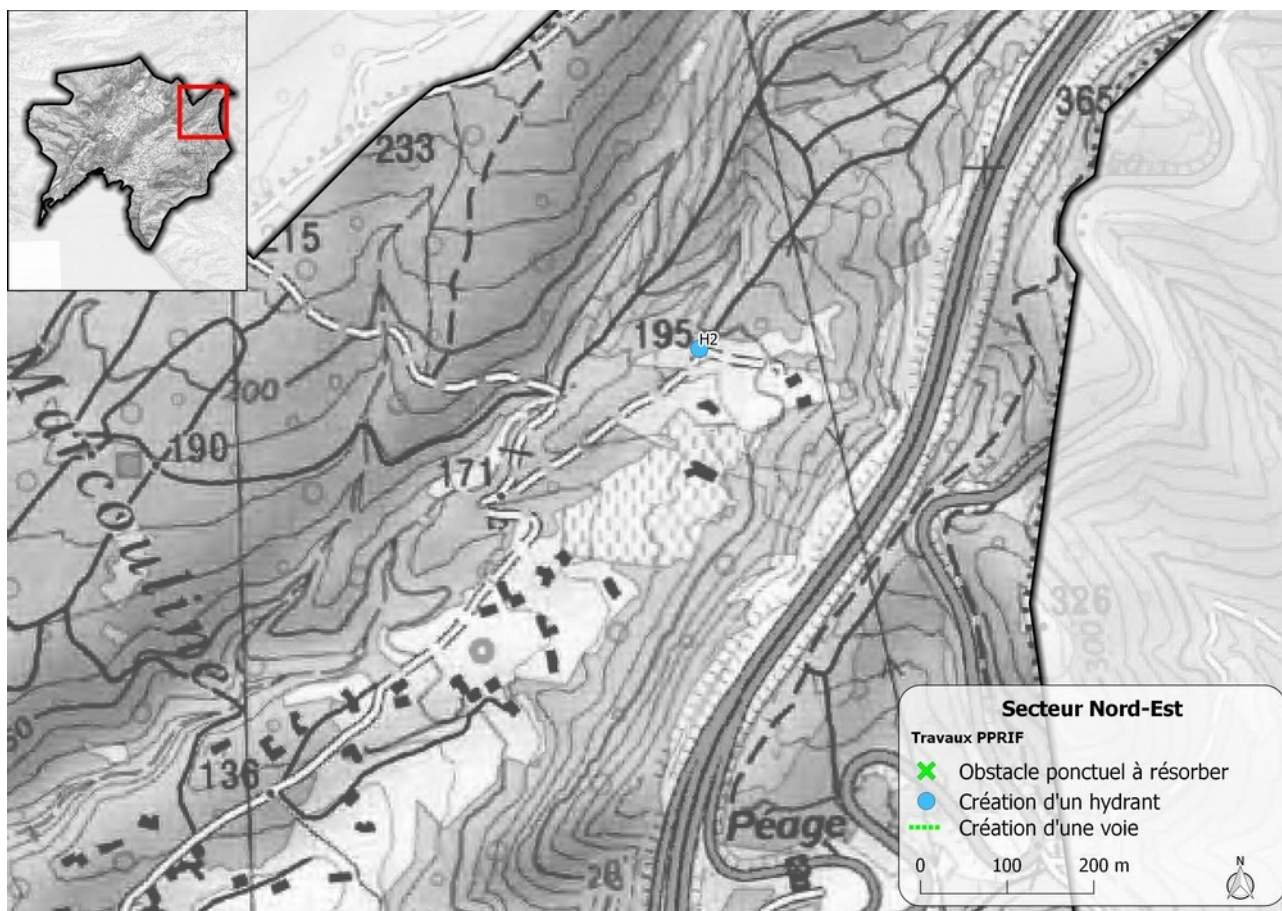 365
233
215
195
H2
200
190
171
Marcouline
326
300
136
Péage
Secteur Nord-Est
Travaux PPRIF
Obstacle ponctuel à résorber
Création d'un hydrant
Création d'une voie
0 100 200 m
N